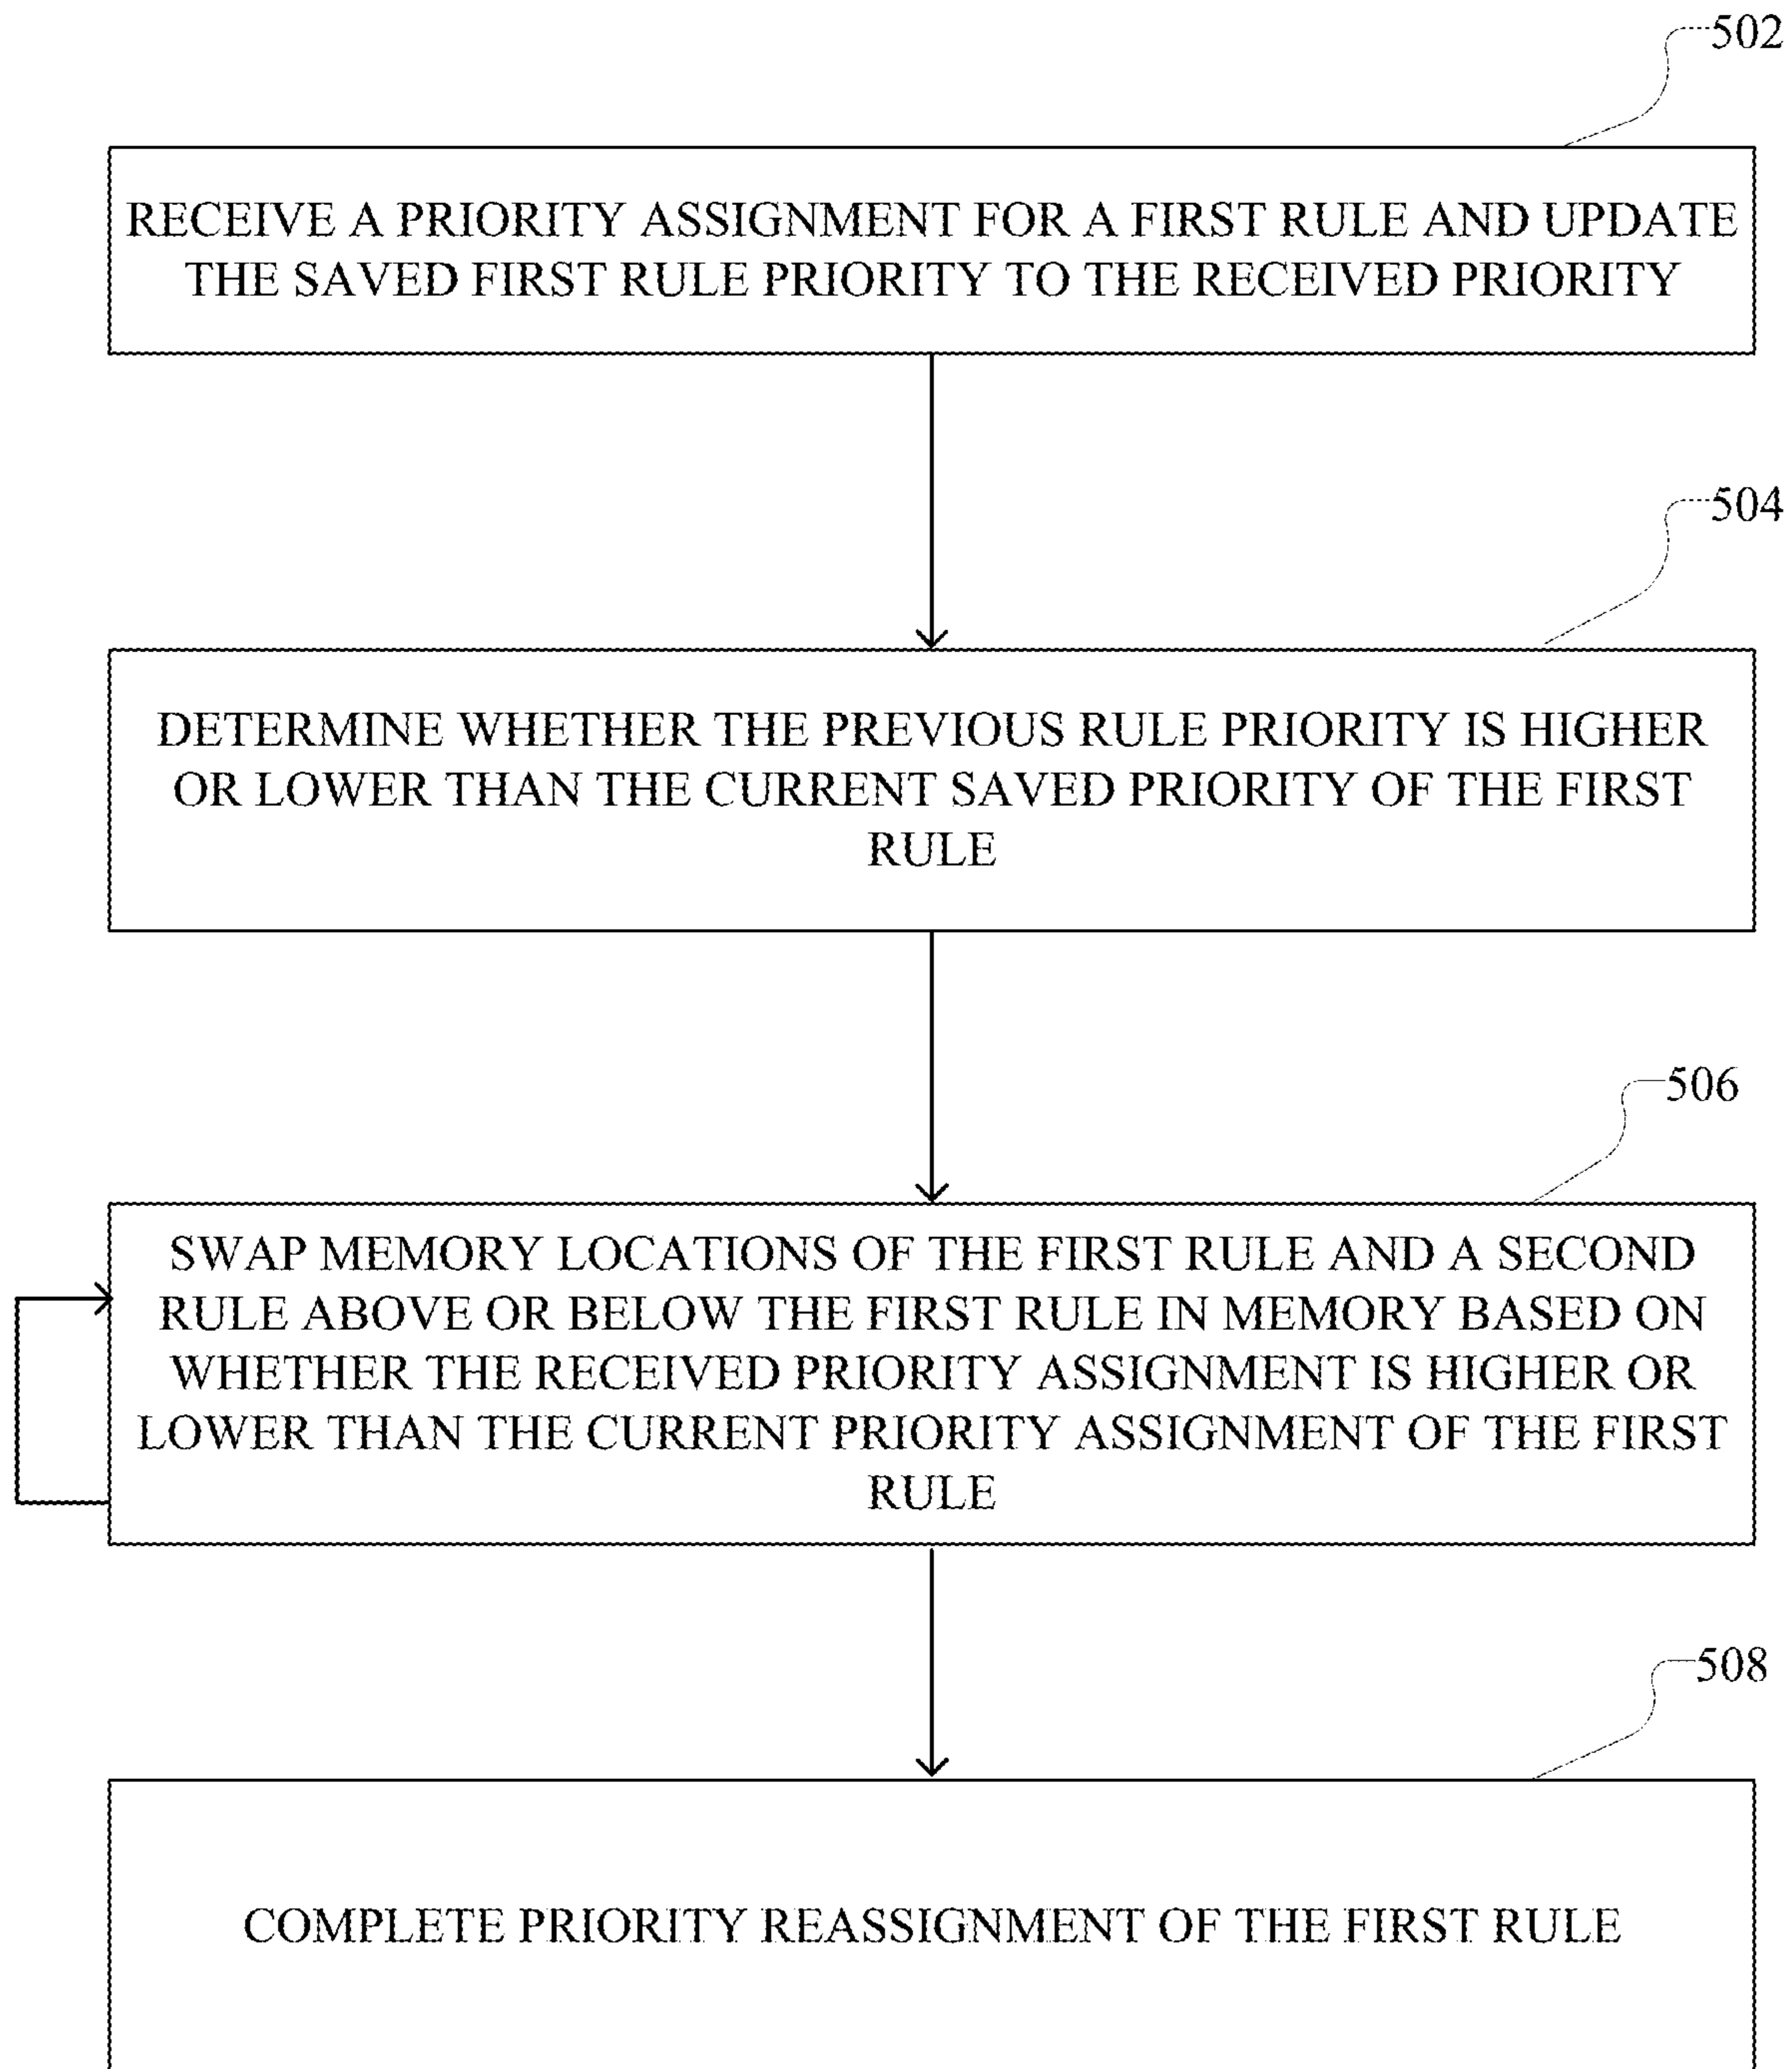 502
RECEIVE A PRIORITY ASSIGNMENT FOR A FIRST RULE AND UPDATE
THE SAVED FIRST RULE PRIORITY TO THE RECEIVED PRIORITY
504
DETERMINE WHETHER THE PREVIOUS RULE PRIORITY IS HIGHER
OR LOWER THAN THE CURRENT SAVED PRIORITY OF THE FIRST
RULE
506
SWAP MEMORY LOCATIONS OF THE FIRST RULE AND A SECOND
RULE ABOVE OR BELOW THE FIRST RULE IN MEMORY BASED ON
WHETHER THE RECEIVED PRIORITY ASSIGNMENT IS HIGHER OR
LOWER THAN THE CURRENT PRIORITY ASSIGNMENT OF THE FIRST
RULE
508
COMPLETE PRIORITY REASSIGNMENT OF THE FIRST RULE